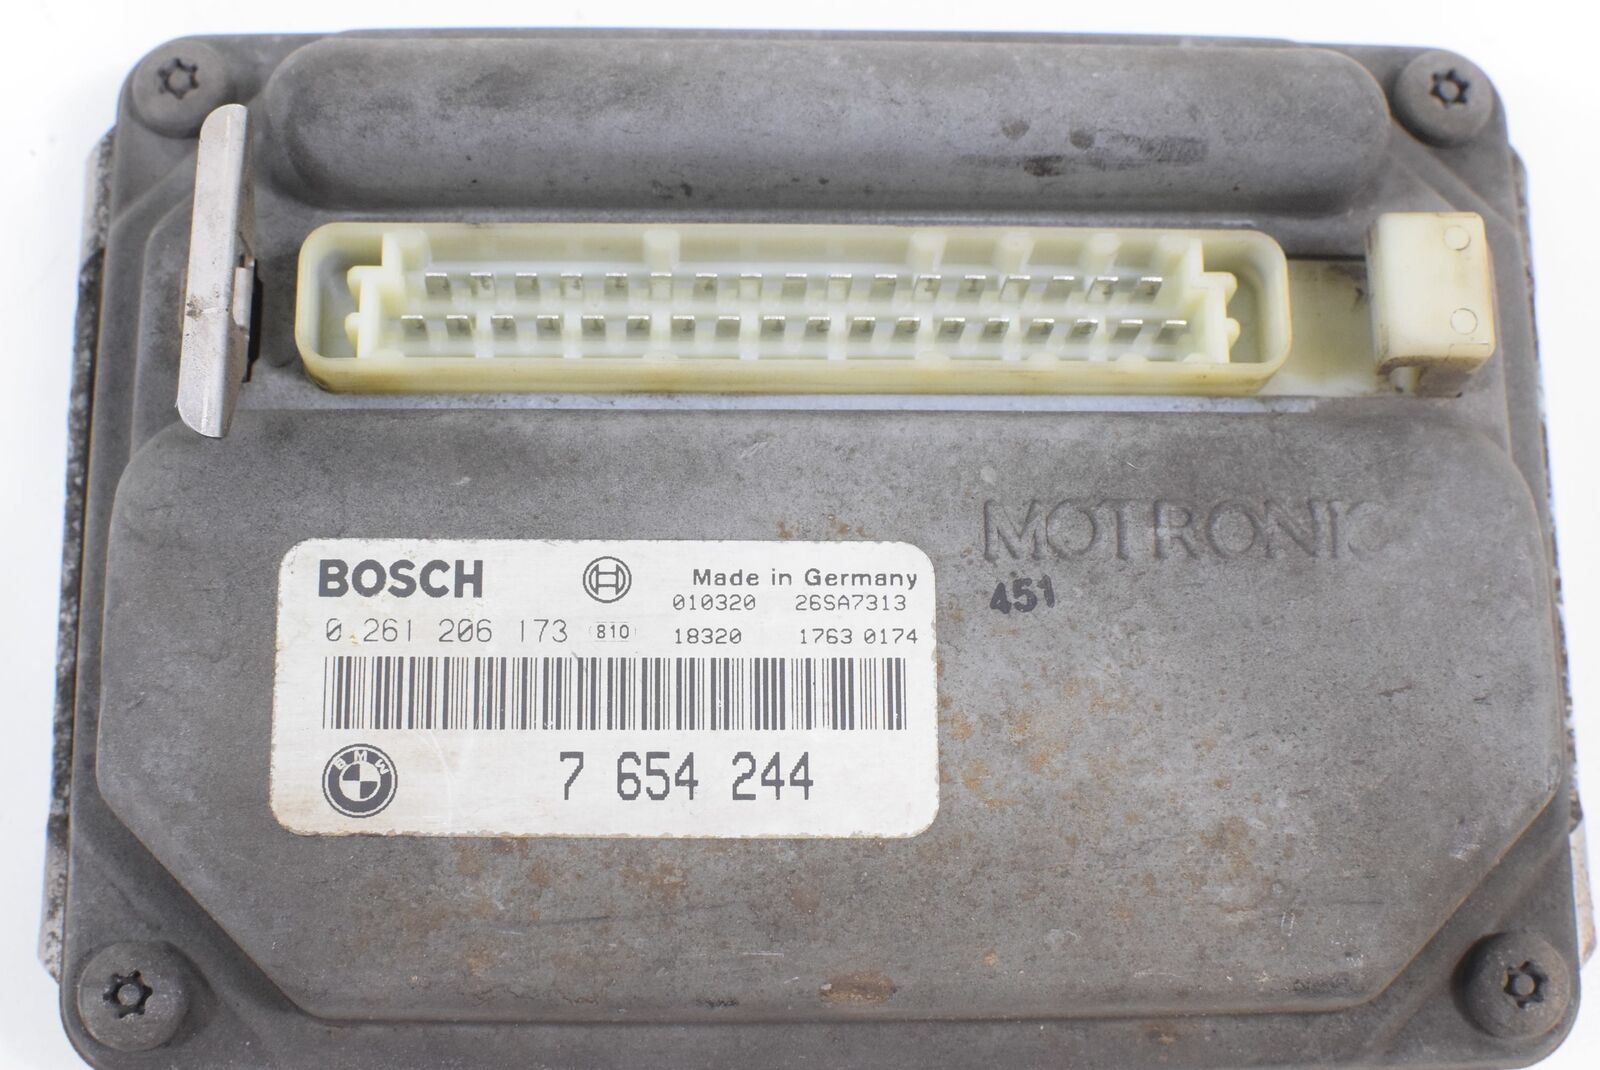 MOTRONIC
451
BOSCH
Made in Germany
010320 26SA7313
0 261 206 173 810 18320 1763 0174
BMW
7 654 244